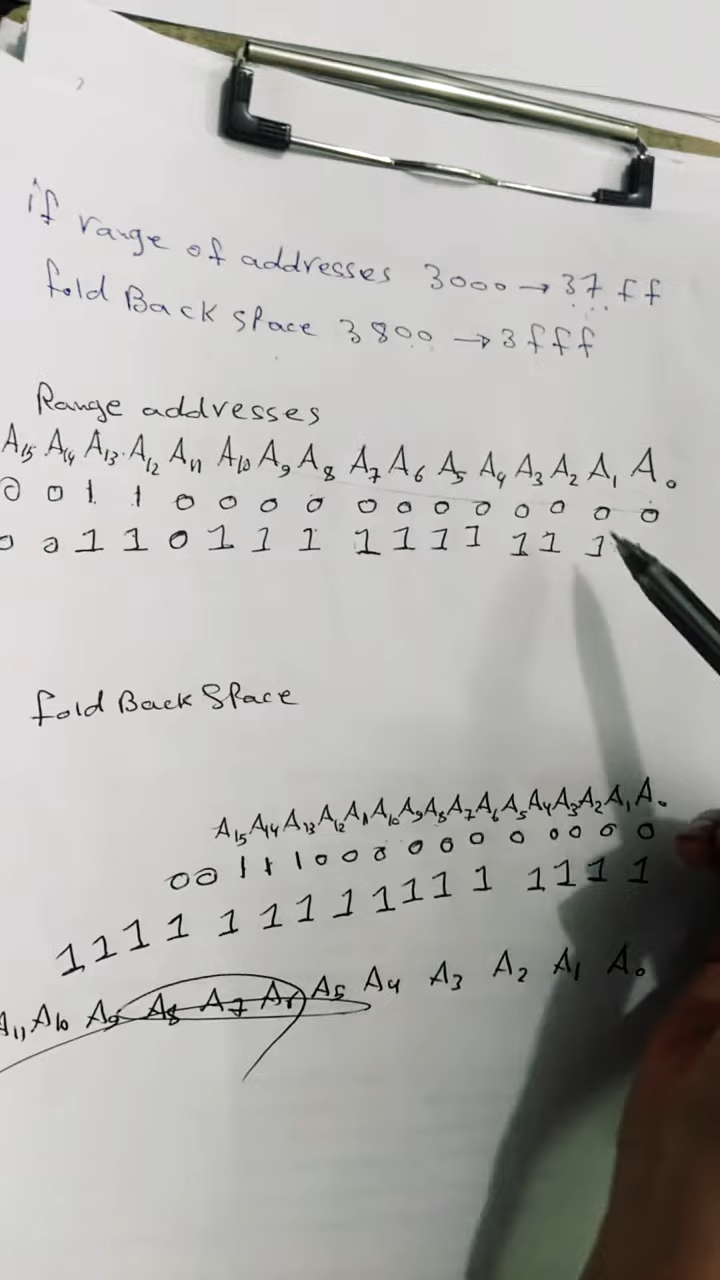 if range of addresses 3000 → 37ff
fold Back space 3800 → 3fff
Range addresses
A15 A14 A13 A12 A11 A10 A9 A8 A7 A6 A5 A4 A3 A2 A1 A0
0 0 1 1 0 0 0 0 0 0 0 0 0 0 0 0
0 0 1 1 0 1 1 1 1 1 1 1 1 1 1
fold Back Space
A15 A14 A13 A12 A11 A10 A9 A8 A7 A6 A5 A4 A3 A2 A1 A0
0 0 1 1 1 0 0 0 0 0 0 0 0 0 0 0
1 1 1 1 1 1 1 1 1 1 1 1 1 1 1 1
A11 A10 A9 A8 A7 A6 A5 A4 A3 A2 A1 A0